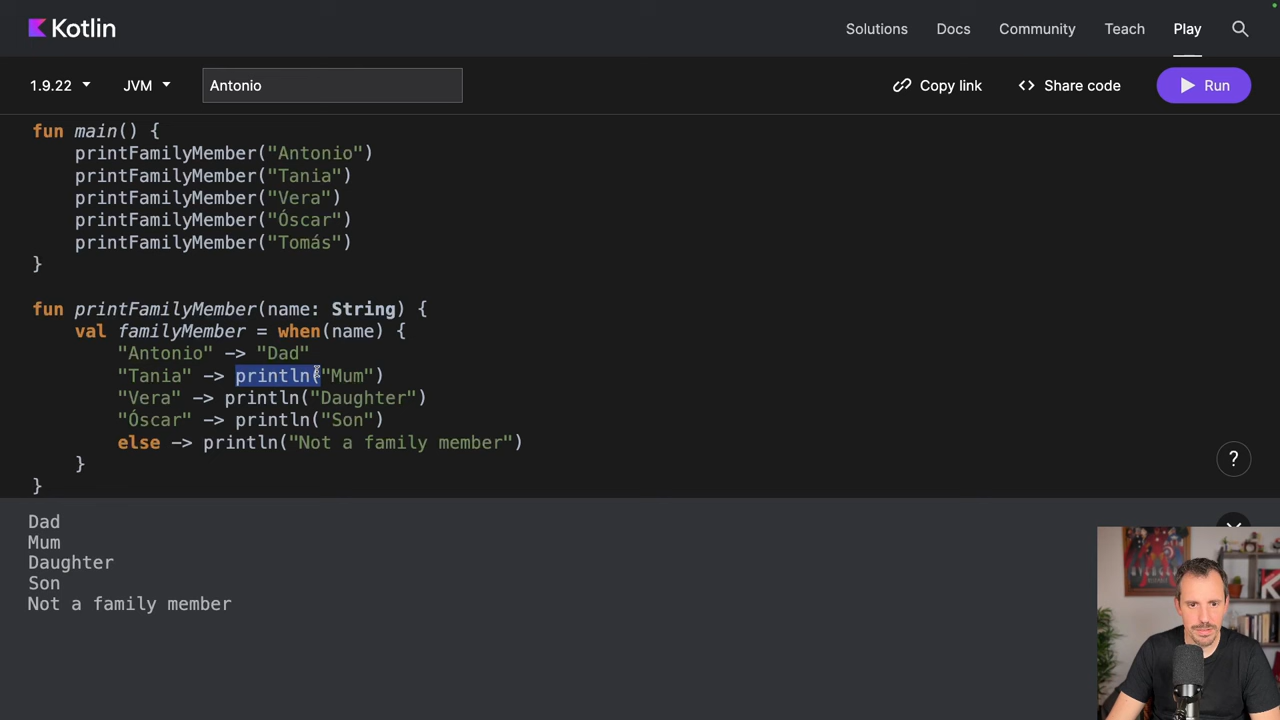 Kotlin
Solutions Docs Community Teach Play
1.9.22 JVM Antonio Copy link <> Share code Run
fun main() {
    printFamilyMember("Antonio")
    printFamilyMember("Tania")
    printFamilyMember("Vera")
    printFamilyMember("Óscar")
    printFamilyMember("Tomás")
}
fun printFamilyMember(name: String) {
    val familyMember = when(name) {
        "Antonio" -> "Dad"
        "Tania" -> println("Mum")
        "Vera" -> println("Daughter")
        "Óscar" -> println("Son")
        else -> println("Not a family member")
    }
}
?
Dad
Mum
Daughter
Son
Not a family member